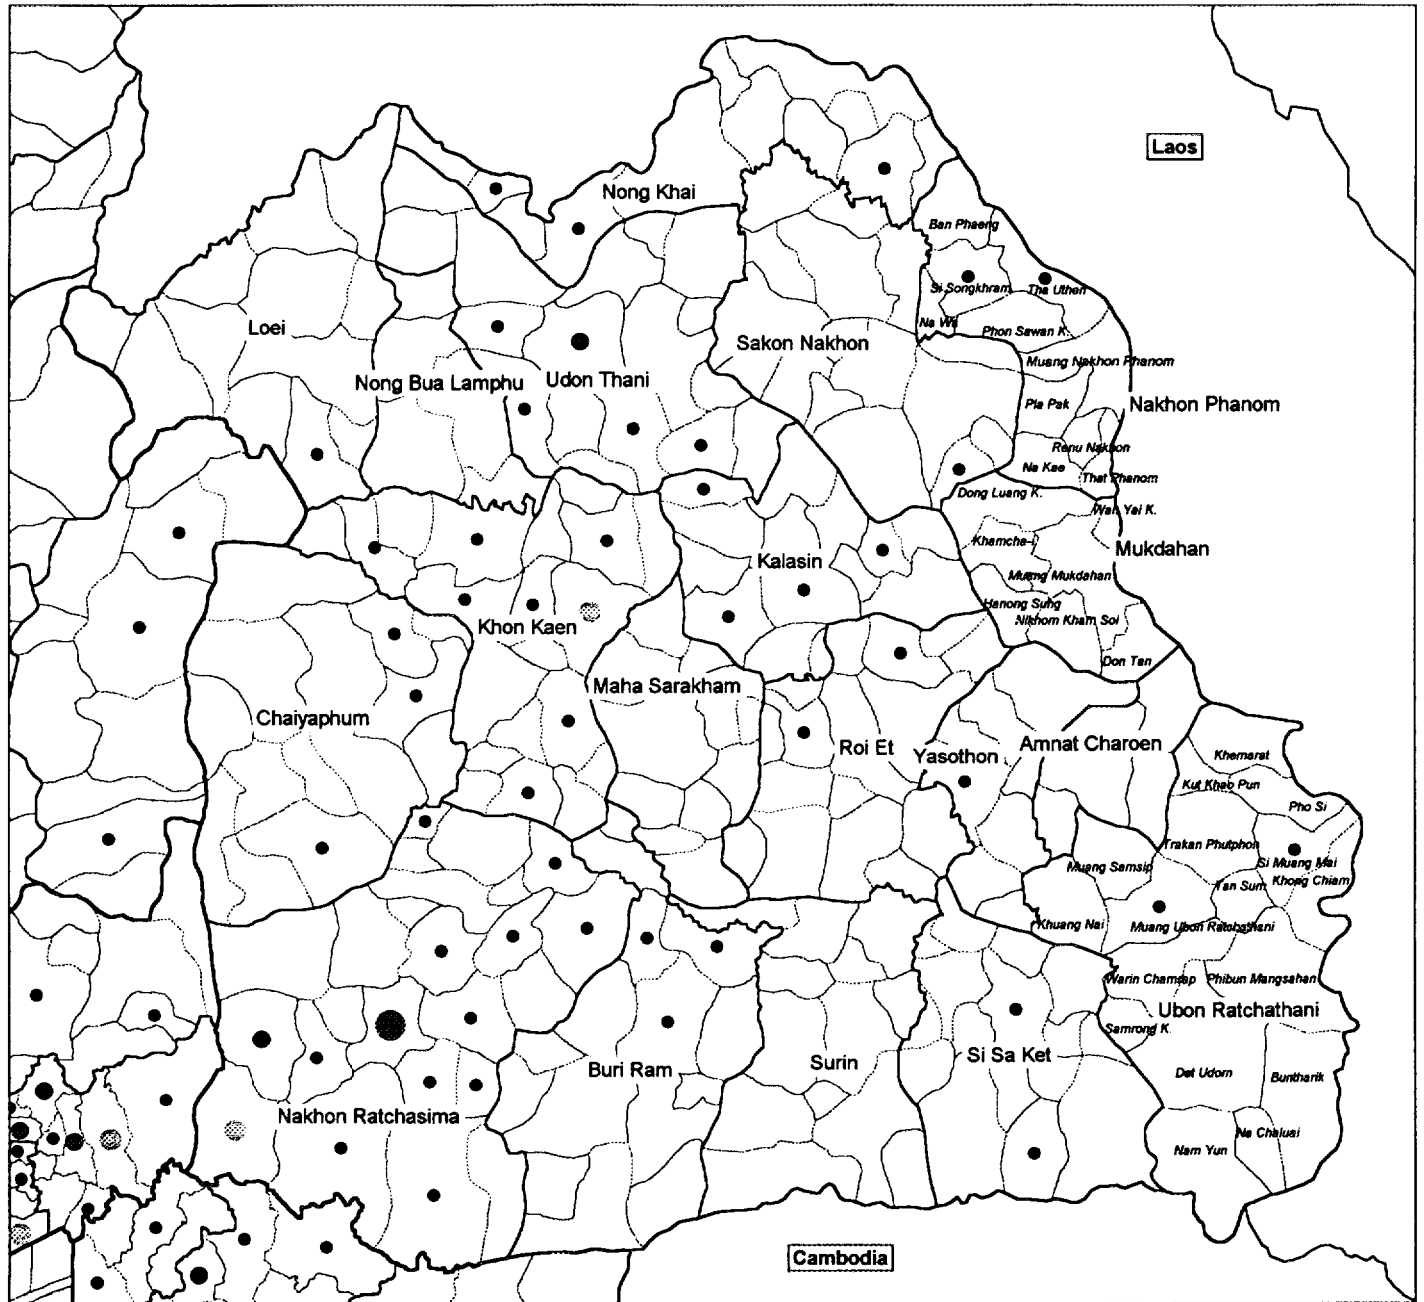 Laos
Nong Khai
Ban Phaeng
Si Songkhram
Tha Uthen
Na Wa
Phon Sawan K.
Loei
Sakon Nakhon
Muang Nakhon Phanom
Nong Bua Lamphu
Udon Thani
Pla Pak
Nakhon Phanom
Renu Nakhon
Na Kae
That Phanom
Dong Luang K.
Wan Yai K.
Khamcha-i
Mukdahan
Kalasin
Muang Mukdahan
Hanong Sung
Nikhom Kham Soi
Khon Kaen
Don Tan
Maha Sarakham
Chaiyaphum
Roi Et
Yasothon
Amnat Charoen
Khemarat
Kut Khao Pun
Pho Si
Trakan Phutphon
Muang Samsip
Si Muang Mai
Tan Sum
Khong Chiam
Khuang Nai
Muang Ubon Ratchathani
Warin Chamrap
Phibun Mangsahan
Ubon Ratchathani
Samrong K.
Buri Ram
Surin
Si Sa Ket
Det Udom
Buntharik
Nakhon Ratchasima
Na Chaluai
Nam Yun
Cambodia